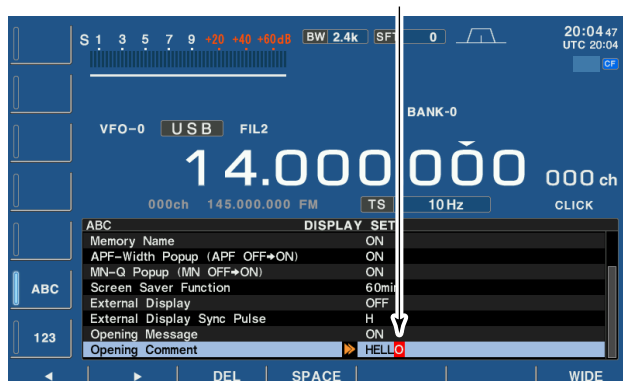 S 1 3 5 7 9 +20 +40 +60dB BW 2.4k SFT 0 20:04 47
UTC 20:04
CF
BANK-0
VFO-0 USB FIL2
14.000 000 000 ch
000ch 145.000.000 FM TS 10Hz CLICK
ABC DISPLAY SET
Memory Name ON
APF-Width Popup (APF OFF➔ON) ON
MN-Q Popup (MN OFF➔ON) ON
ABC Screen Saver Function 60min
External Display OFF
External Display Sync Pulse H
123 Opening Message ON
Opening Comment HELLO
◄ ► DEL SPACE WIDE